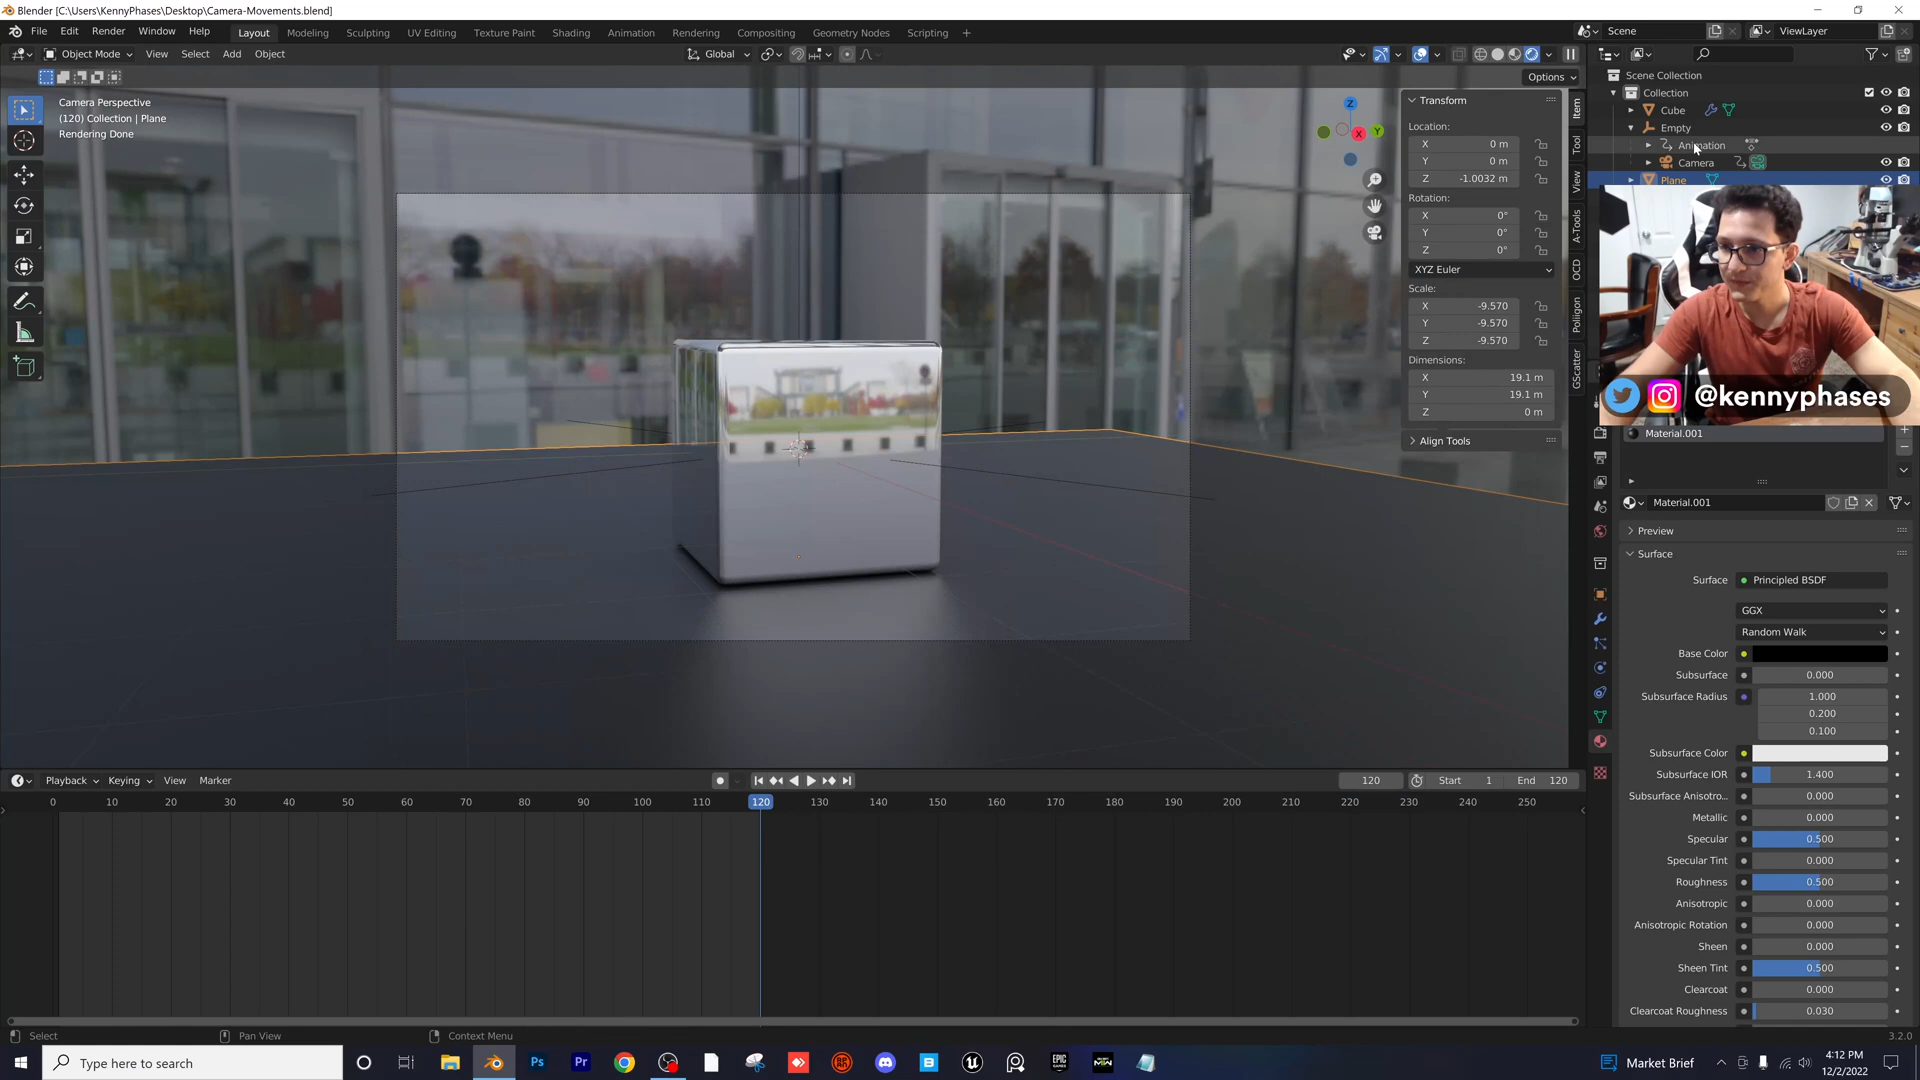 Blender [C:\Users\KennyPhases\Desktop\Camera-Movements.blend]
File Edit Render Window Help Layout Modeling Sculpting UV Editing Texture Paint Shading Animation Rendering Compositing Geometry Nodes Scripting + Scene ViewLayer
Object Mode View Select Add Object Global
Options
Camera Perspective
(120) Collection | Plane
Rendering Done
Z
X
Y
Transform
Location:
X 0 m
Y 0 m
Z -1.0032 m
Rotation:
X 0°
Y 0°
Z 0°
XYZ Euler
Scale:
X -9.570
Y -9.570
Z -9.570
Dimensions:
X 19.1 m
Y 19.1 m
Z 0 m
Align Tools
Item
Tool
View
A-Tools
OCD
Poliigon
GScatter
Scene Collection
Collection
Cube
Empty
Animation
Camera
Plane
@kennyphases
Material.001
Material.001
Preview
Surface
Surface Principled BSDF
GGX
Random Walk
Base Color
Subsurface 0.000
Subsurface Radius 1.000
0.200
0.100
Subsurface Color
Subsurface IOR 1.400
Subsurface Anisotro... 0.000
Metallic 0.000
Specular 0.500
Specular Tint 0.000
Roughness 0.500
Anisotropic 0.000
Anisotropic Rotation 0.000
Sheen 0.000
Sheen Tint 0.500
Clearcoat 0.000
Clearcoat Roughness 0.030
Playback Keying View Marker 120 Start 1 End 120
0 10 20 30 40 50 60 70 80 90 100 110 120 130 140 150 160 170 180 190 200 210 220 230 240 250
Select Pan View Context Menu 3.2.0
Type here to search
Ps
Pr
B
EPIC GAMES
Market Brief
4:12 PM
12/2/2022